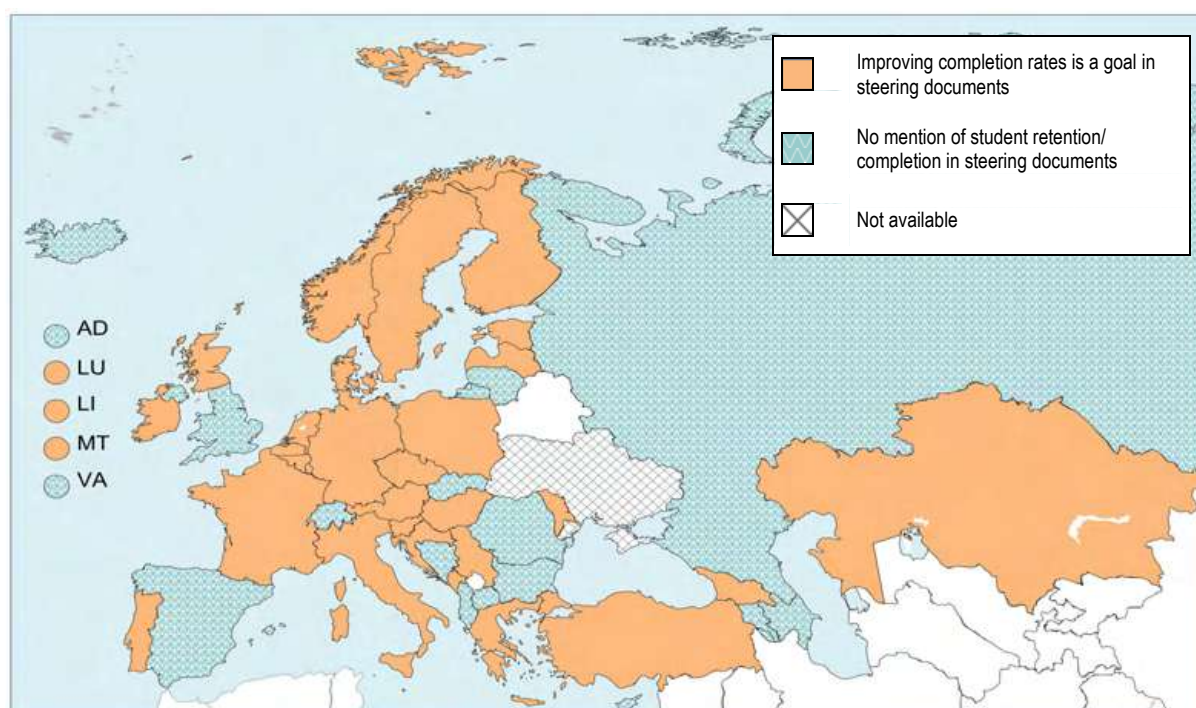 Improving completion rates is a goal in
steering documents
No mention of student retention/
completion in steering documents
Not available
AD
LU
LI
MT
VA